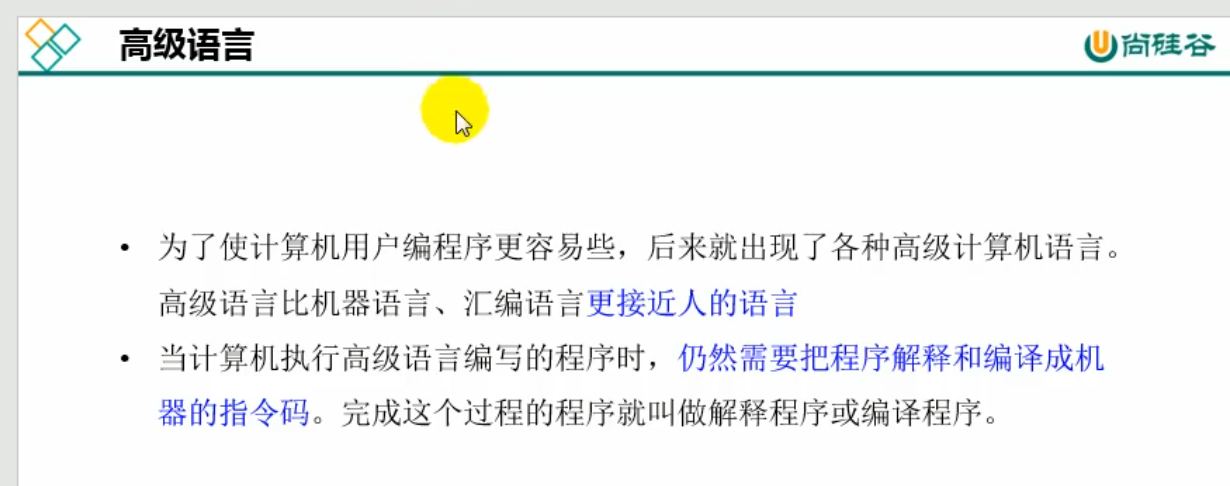 高级语言
尚硅谷
• 为了使计算机用户编程序更容易些，后来就出现了各种高级计算机语言。
高级语言比机器语言、汇编语言更接近人的语言
• 当计算机执行高级语言编写的程序时，仍然需要把程序解释和编译成机
器的指令码。完成这个过程的程序就叫做解释程序或编译程序。